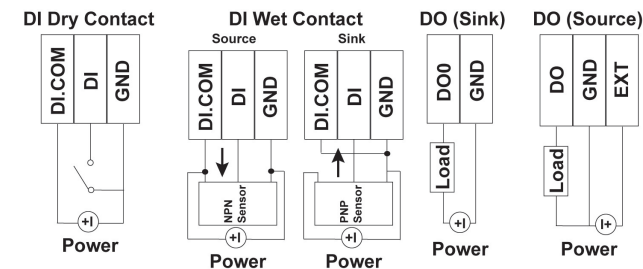 DI Dry Contact
DI.COM
DI
GND
Power
DI Wet Contact
Source
DI.COM
DI
GND
NPN
Sensor
Power
Sink
DI.COM
DI
GND
PNP
Sensor
Power
DO (Sink)
DO0
GND
Load
Power
DO (Source)
DO
GND
EXT
Load
Power